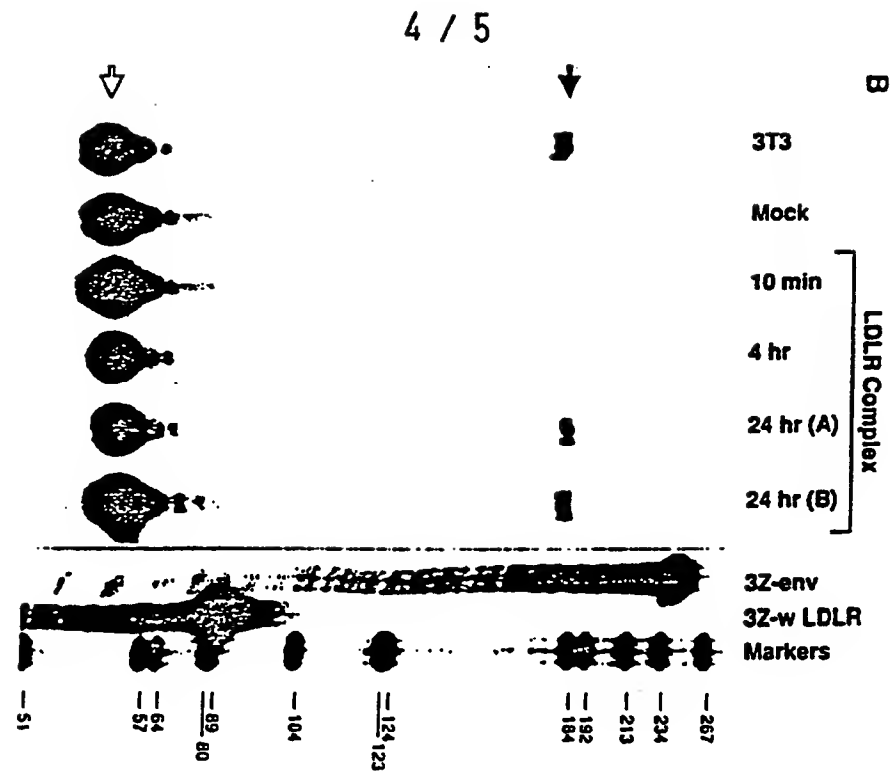 4 / 5
B
3T3
Mock
10 min
4 hr
24 hr (A)
24 hr (B)
LDLR Complex
3Z-env
3Z-w LDLR
Markers
51
57
64
80
89
104
123
124
184
192
213
234
267